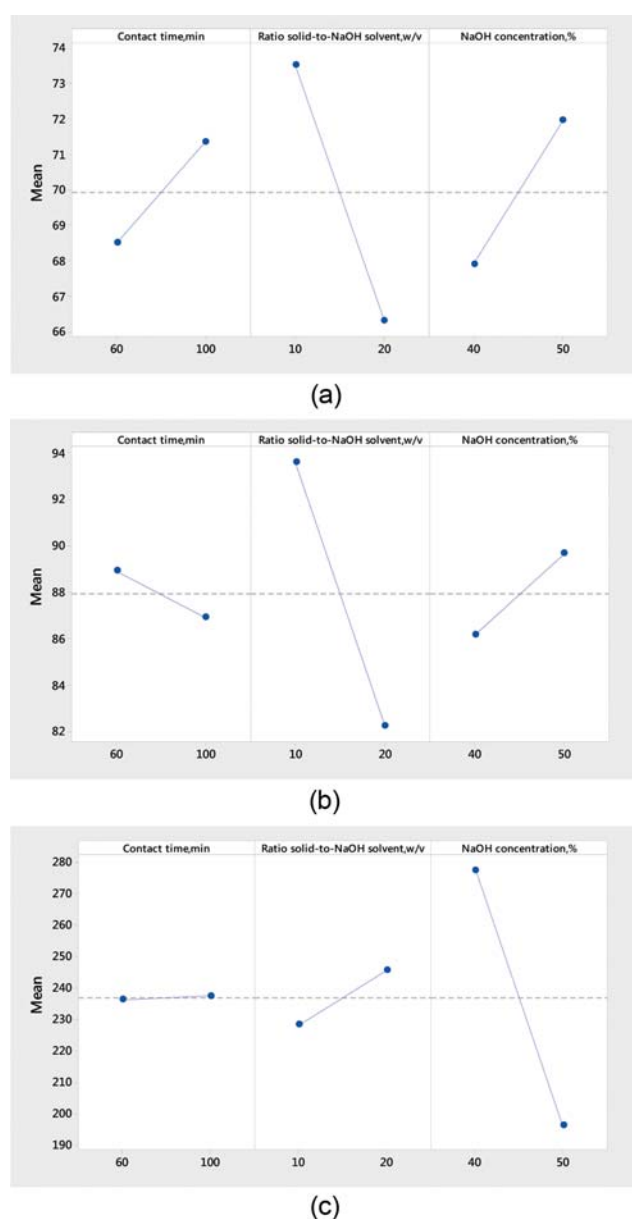 Contact time,min Ratio solid-to-NaOH solvent,w/v NaOH concentration,%
74
73
72
71
70
69
68
67
66
Mean
60 100 10 20 40 50
(a)
Contact time,min Ratio solid-to-NaOH solvent,w/v NaOH concentration,%
94
92
90
88
86
84
82
Mean
60 100 10 20 40 50
(b)
Contact time,min Ratio solid-to-NaOH solvent,w/v NaOH concentration,%
280
270
260
250
240
230
220
210
200
190
Mean
60 100 10 20 40 50
(c)